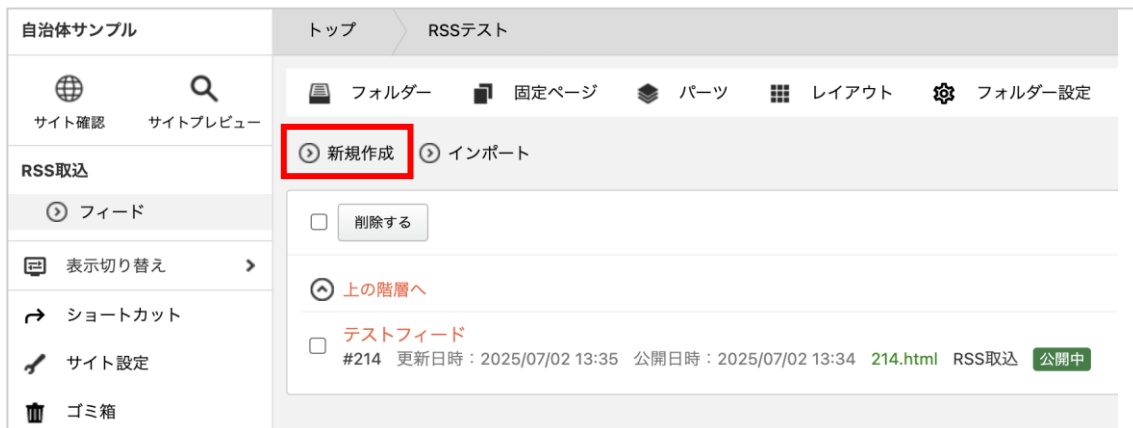 自治体サンプル
トップ RSSテスト
サイト確認 サイトプレビュー
フォルダー 固定ページ パーツ レイアウト フォルダー設定
RSS取込
新規作成 インポート
フィード
削除する
表示切り替え
上の階層へ
ショートカット
テストフィード
#214 更新日時：2025/07/02 13:35 公開日時：2025/07/02 13:34 214.html RSS取込 公開中
サイト設定
ゴミ箱